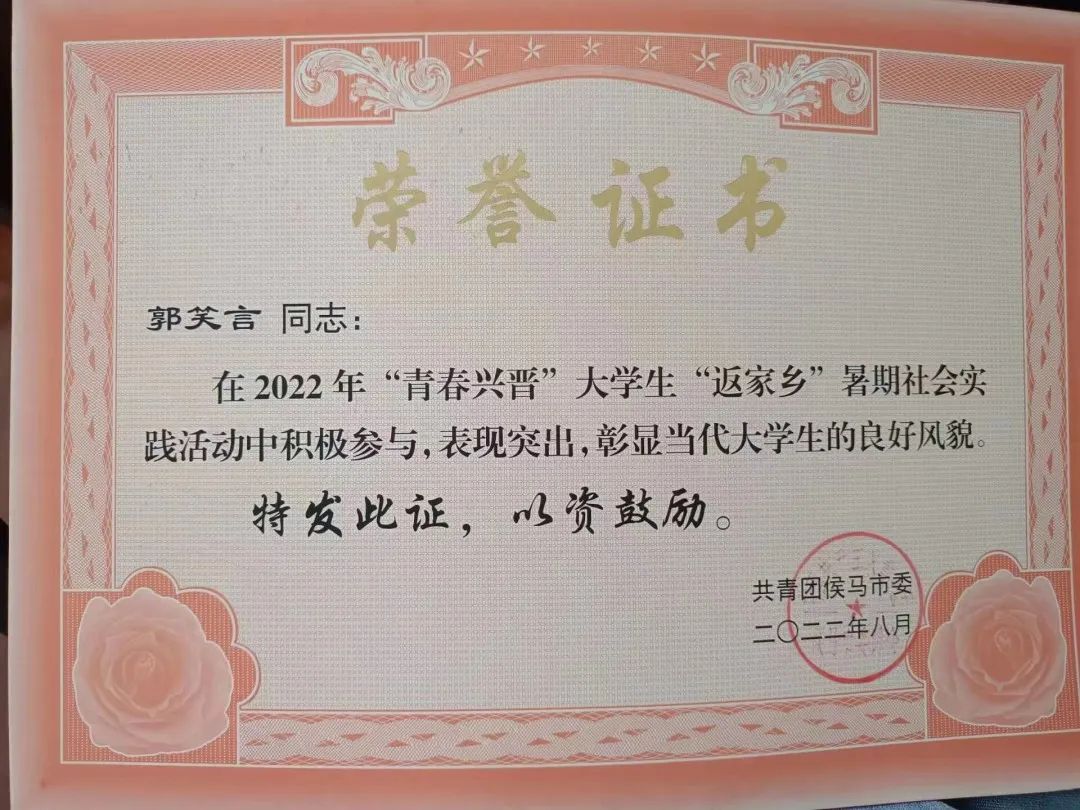 荣誉证书
郭笑言 同志：
在2022年“青春兴晋”大学生“返家乡”暑期社会实
践活动中积极参与，表现突出，彰显当代大学生的良好风貌。
特发此证，以资鼓励。
共青团侯马市委
二〇二二年八月